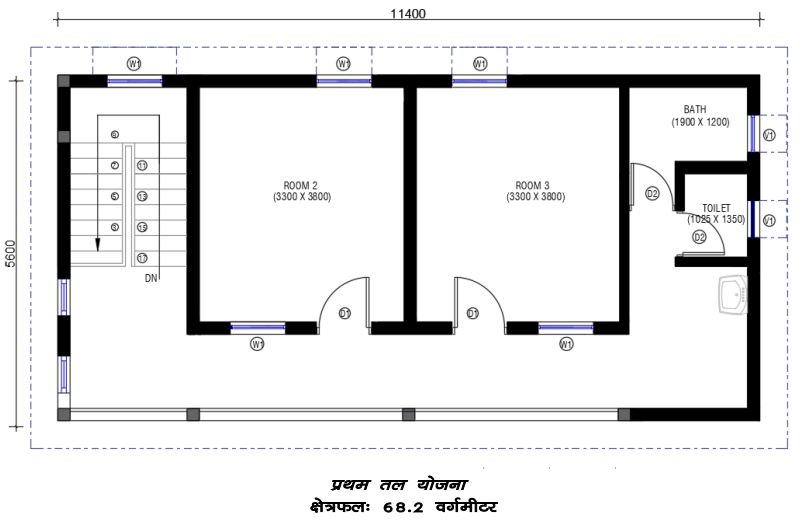 11400
W1
W1
W1
9
7
11
5
13
3
15
17
DN
5600
ROOM 2
(3300 X 3800)
ROOM 3
(3300 X 3800)
BATH
(1900 X 1200)
V1
D2
TOILET
(1025 X 1350)
V1
D2
D1
D1
W1
W1
प्रथम तल योजना
क्षेत्रफलः 68.2 वर्गमीटर